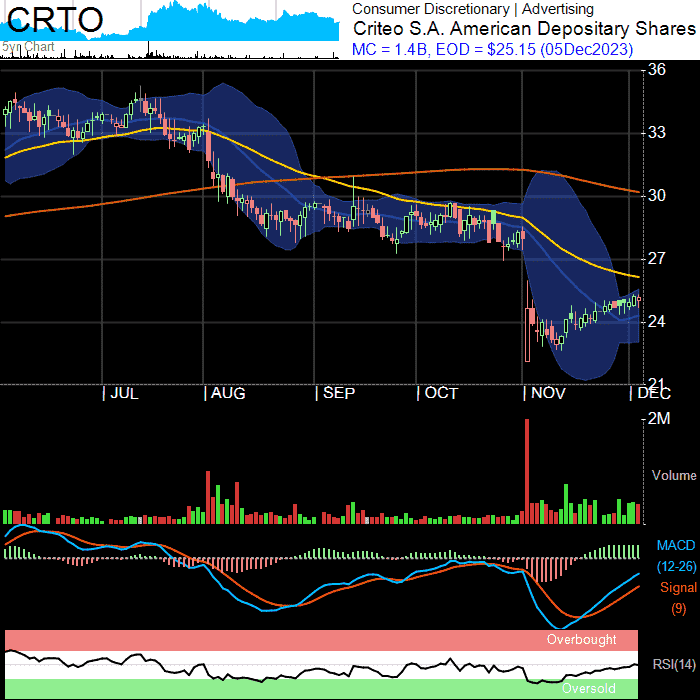 CRTO
5yr Chart
Consumer Discretionary | Advertising
Criteo S.A. American Depositary Shares
MC = 1.4B, EOD = $25.15 (05Dec2023)
36
33
30
27
24
21
JUL AUG SEP OCT NOV DEC
2M
Volume
MACD
(12-26)
Signal
(9)
Overbought
RSI(14)
Oversold